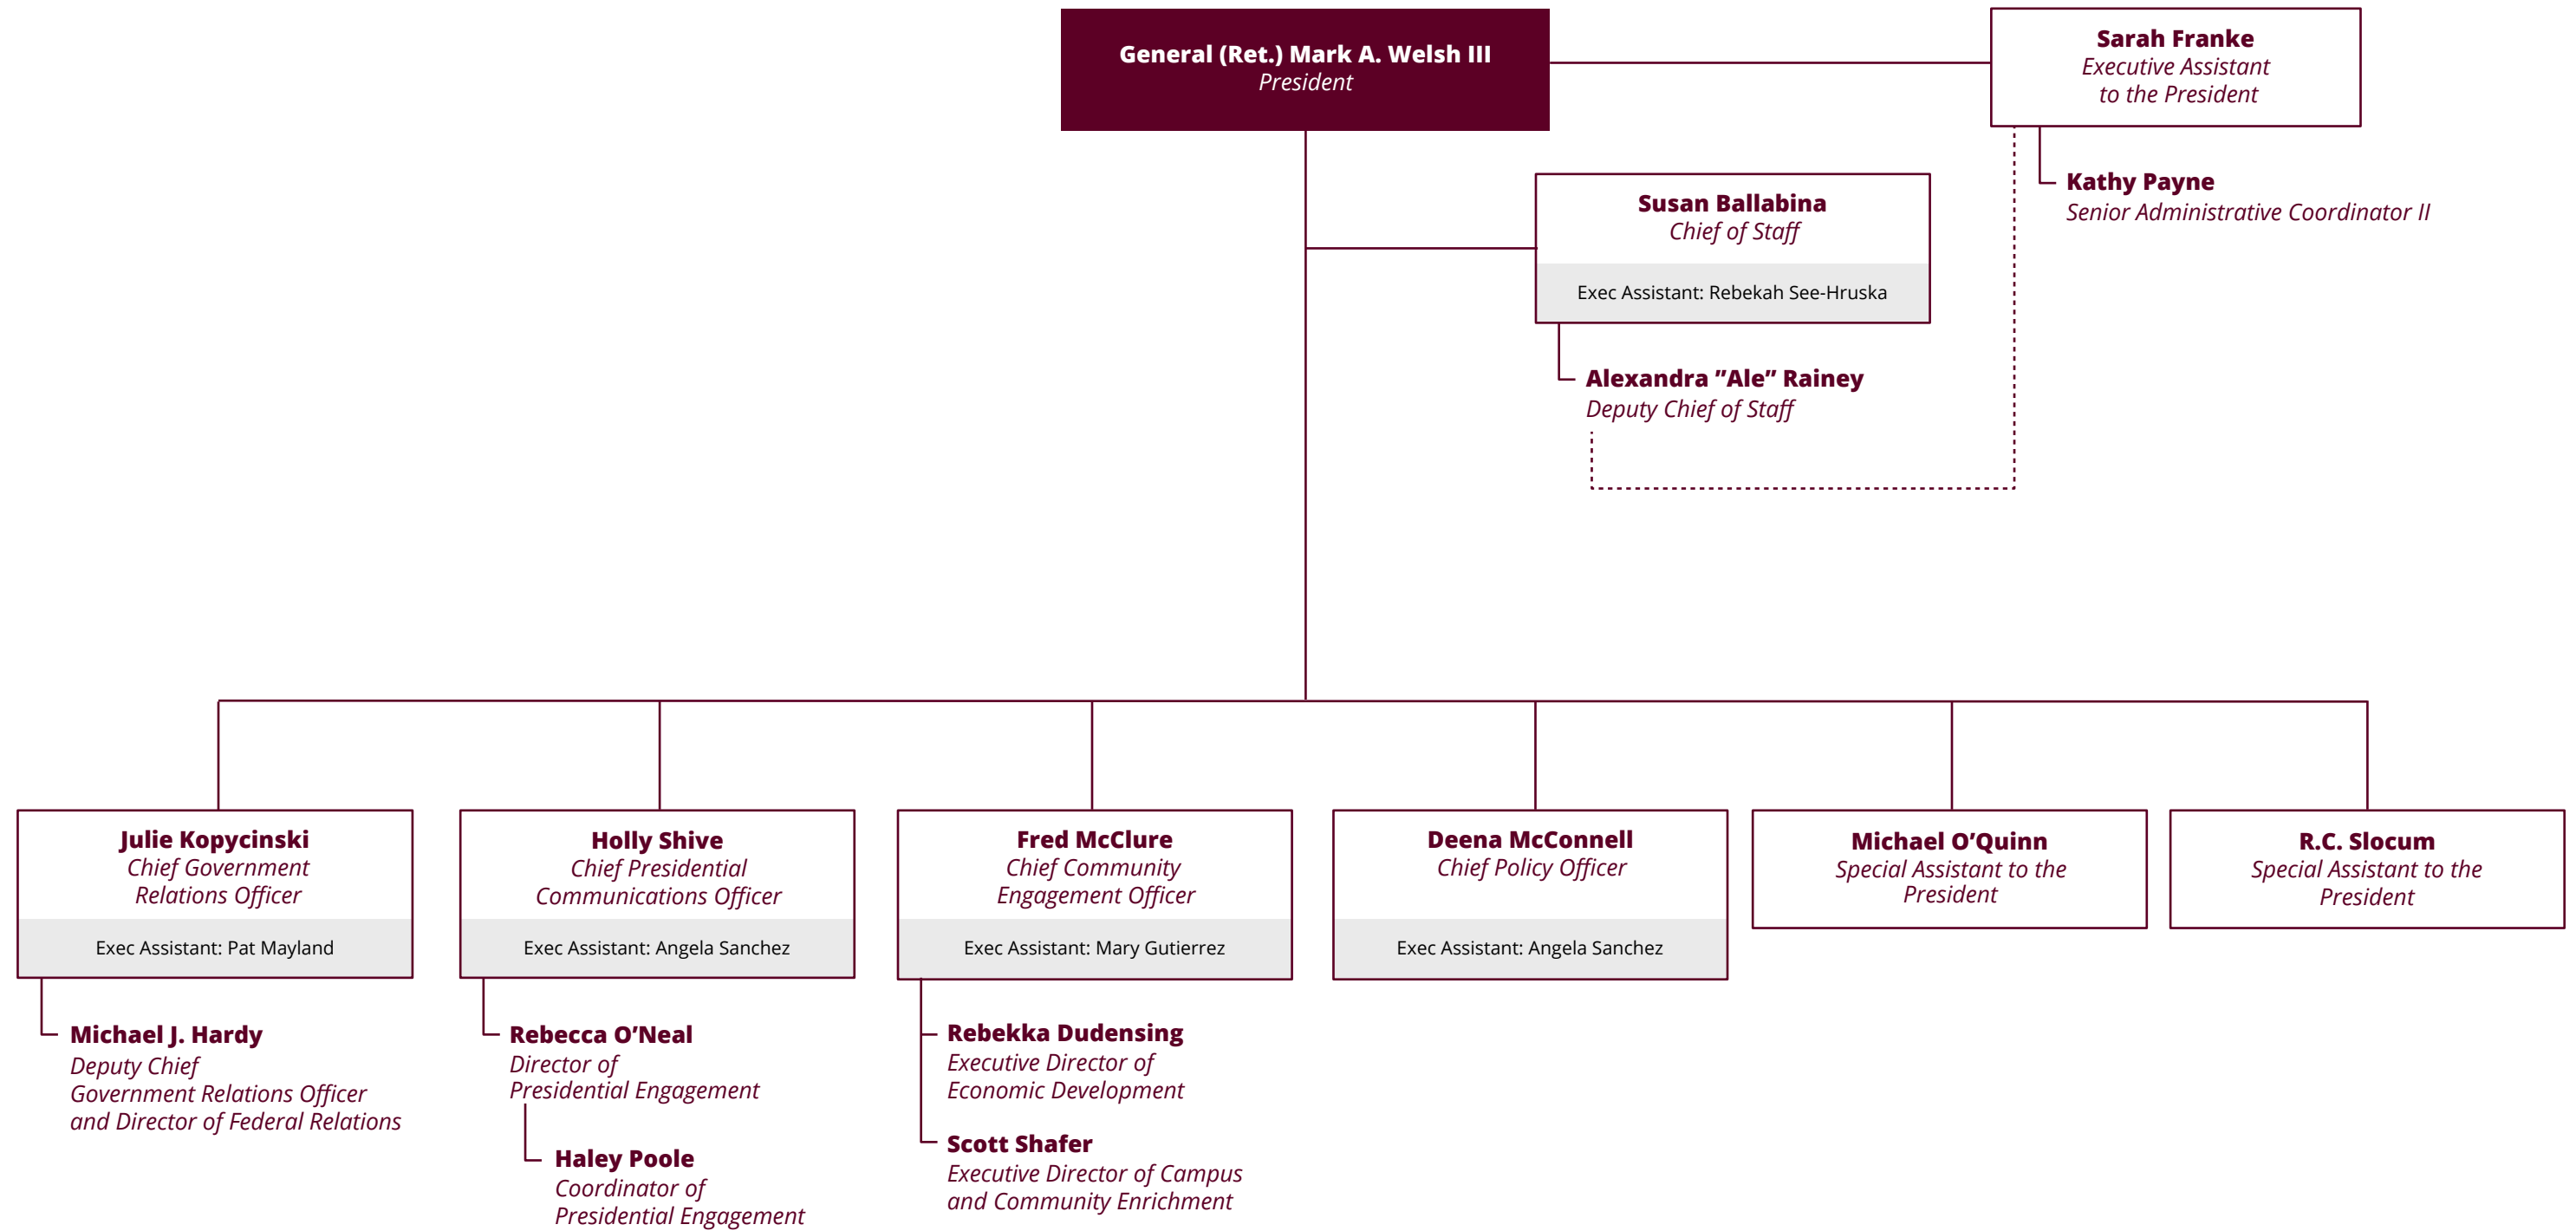 General (Ret.) Mark A. Welsh III
President
Sarah Franke
Executive Assistant
to the President
Kathy Payne
Senior Administrative Coordinator II
Susan Ballabina
Chief of Staff
Exec Assistant: Rebekah See-Hruska
Alexandra ”Ale” Rainey
Deputy Chief of Staff
Julie Kopycinski
Chief Government
Relations Officer
Exec Assistant: Pat Mayland
Michael J. Hardy
Deputy Chief
Government Relations Officer
and Director of Federal Relations
Holly Shive
Chief Presidential
Communications Officer
Exec Assistant: Angela Sanchez
Rebecca O’Neal
Director of
Presidential Engagement
Haley Poole
Coordinator of
Presidential Engagement
Fred McClure
Chief Community
Engagement Officer
Exec Assistant: Mary Gutierrez
Rebekka Dudensing
Executive Director of
Economic Development
Scott Shafer
Executive Director of Campus
and Community Enrichment
Deena McConnell
Chief Policy Officer
Exec Assistant: Angela Sanchez
Michael O’Quinn
Special Assistant to the
President
R.C. Slocum
Special Assistant to the
President